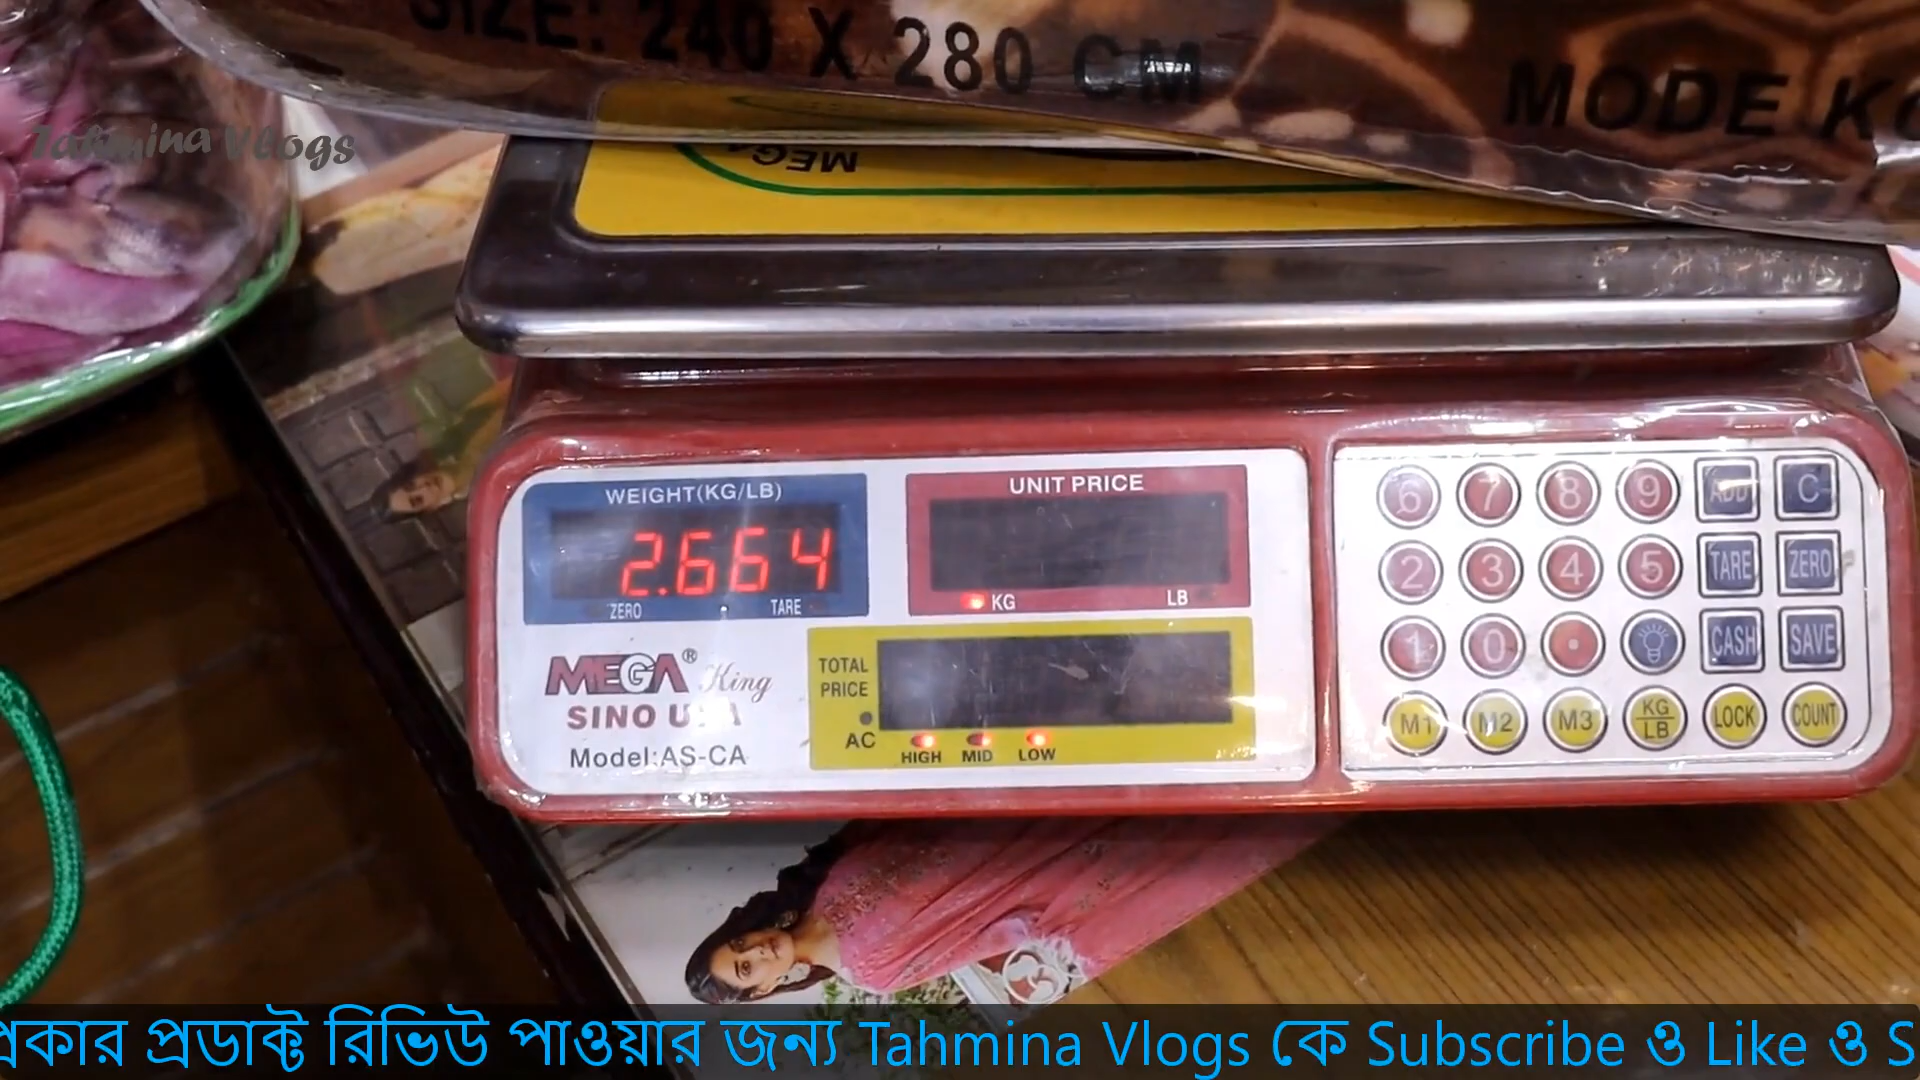 SIZE: 240 X 280 CM
MODE
Tahmina Vlogs
MEGA
WEIGHT(KG/LB)
2.664
ZERO TARE
UNIT PRICE
KG LB
MEGA® King
SINO
Model:AS-CA
TOTAL
PRICE
AC
HIGH MID LOW
6 7 8 9 ADD C
2 3 4 5 TARE ZERO
1 0 . CASH SAVE
M1 M2 M3 KG LB LOCK COUNT
প্রকার প্রডাক্ট রিভিউ পাওয়ার জন্য Tahmina Vlogs কে Subscribe ও Like ও